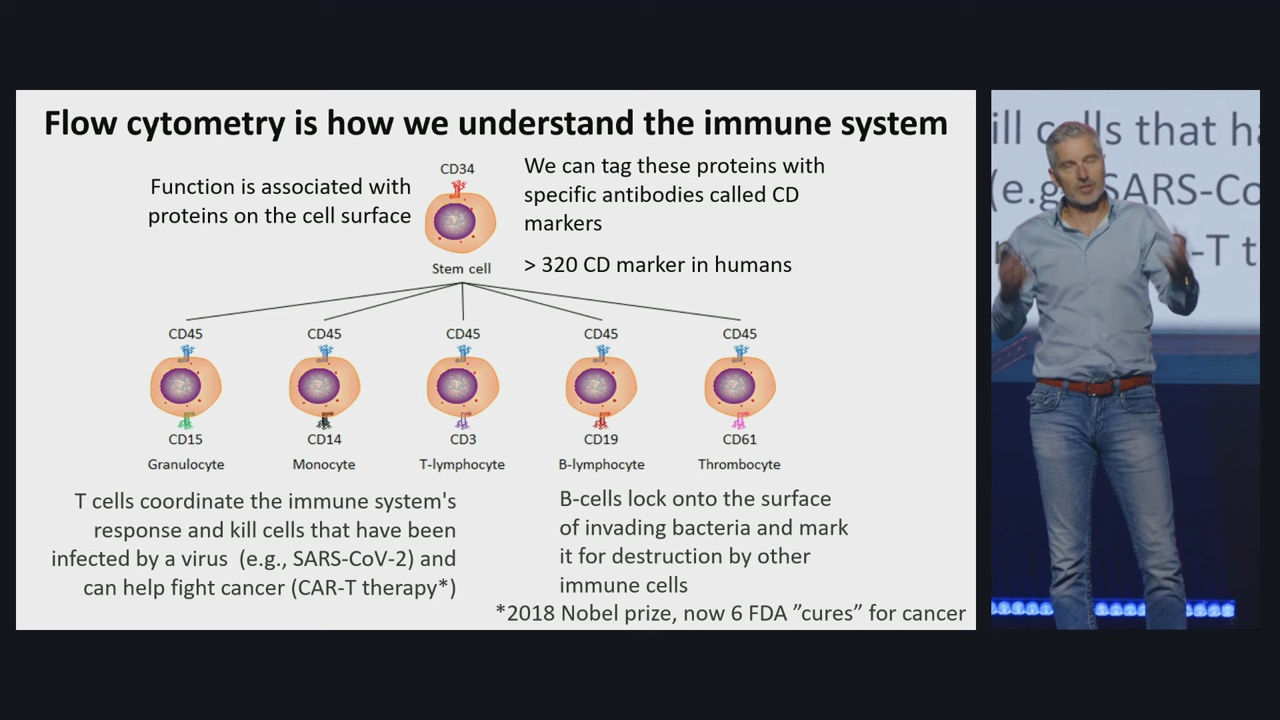 Flow cytometry is how we understand the immune system
Function is associated with
proteins on the cell surface
CD34
Stem cell
We can tag these proteins with
specific antibodies called CD
markers
> 320 CD marker in humans
CD45 CD45 CD45 CD45 CD45
CD15 CD14 CD3 CD19 CD61
Granulocyte Monocyte T-lymphocyte B-lymphocyte Thrombocyte
T cells coordinate the immune system's
response and kill cells that have been
infected by a virus (e.g., SARS-CoV-2) and
can help fight cancer (CAR-T therapy*)
B-cells lock onto the surface
of invading bacteria and mark
it for destruction by other
immune cells
*2018 Nobel prize, now 6 FDA ”cures” for cancer
ill cells that ha
(e.g. SARS-Co
-T t